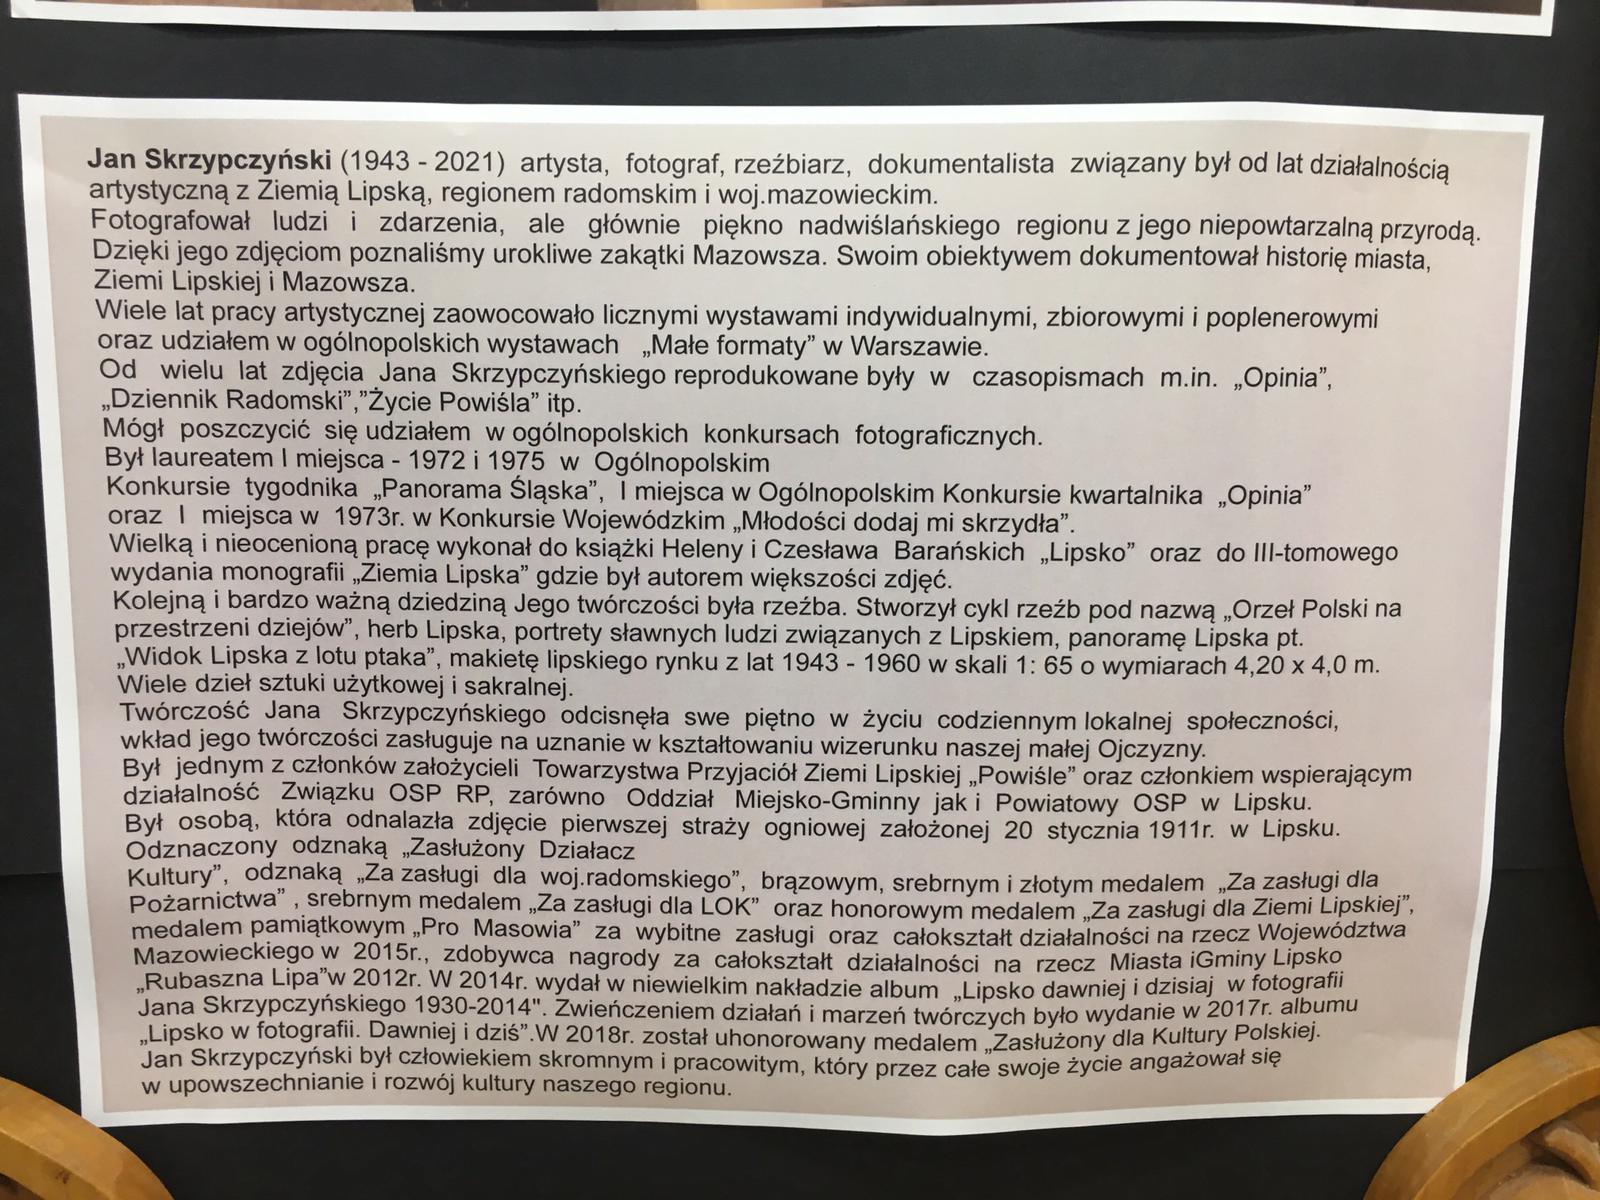 Jan Skrzypczyński (1943 - 2021) artysta, fotograf, rzeźbiarz, dokumentalista związany był od lat działalnością
artystyczną z Ziemią Lipską, regionem radomskim i woj.mazowieckim.
Fotografował ludzi i zdarzenia, ale głównie piękno nadwiślańskiego regionu z jego niepowtarzalną przyrodą.
Dzięki jego zdjęciom poznaliśmy urokliwe zakątki Mazowsza. Swoim obiektywem dokumentował historię miasta,
Ziemi Lipskiej i Mazowsza.
Wiele lat pracy artystycznej zaowocowało licznymi wystawami indywidualnymi, zbiorowymi i poplenerowymi
oraz udziałem w ogólnopolskich wystawach „Małe formaty” w Warszawie.
Od wielu lat zdjęcia Jana Skrzypczyńskiego reprodukowane były w czasopismach m.in. „Opinia”,
„Dziennik Radomski”,”Życie Powiśla” itp.
Mógł poszczycić się udziałem w ogólnopolskich konkursach fotograficznych.
Był laureatem I miejsca - 1972 i 1975 w Ogólnopolskim
Konkursie tygodnika „Panorama Śląska”, I miejsca w Ogólnopolskim Konkursie kwartalnika „Opinia”
oraz I miejsca w 1973r. w Konkursie Wojewódzkim „Młodości dodaj mi skrzydła”.
Wielką i nieocenioną pracę wykonał do książki Heleny i Czesława Barańskich „Lipsko” oraz do III-tomowego
wydania monografii „Ziemia Lipska” gdzie był autorem większości zdjęć.
Kolejną i bardzo ważną dziedziną Jego twórczości była rzeźba. Stworzył cykl rzeźb pod nazwą „Orzeł Polski na
przestrzeni dziejów”, herb Lipska, portrety sławnych ludzi związanych z Lipskiem, panoramę Lipska pt.
„Widok Lipska z lotu ptaka”, makietę lipskiego rynku z lat 1943 - 1960 w skali 1: 65 o wymiarach 4,20 x 4,0 m.
Wiele dzieł sztuki użytkowej i sakralnej.
Twórczość Jana Skrzypczyńskiego odcisnęła swe piętno w życiu codziennym lokalnej społeczności,
wkład jego twórczości zasługuje na uznanie w kształtowaniu wizerunku naszej małej Ojczyzny.
Był jednym z członków założycieli Towarzystwa Przyjaciół Ziemi Lipskiej „Powiśle” oraz członkiem wspierającym
działalność Związku OSP RP, zarówno Oddział Miejsko-Gminny jak i Powiatowy OSP w Lipsku.
Był osobą, która odnalazła zdjęcie pierwszej straży ogniowej założonej 20 stycznia 1911r. w Lipsku.
Odznaczony odznaką „Zasłużony Działacz
Kultury”, odznaką „Za zasługi dla woj.radomskiego”, brązowym, srebrnym i złotym medalem „Za zasługi dla
Pożarnictwa” , srebrnym medalem „Za zasługi dla LOK” oraz honorowym medalem „Za zasługi dla Ziemi Lipskiej”,
medalem pamiątkowym „Pro Masowia” za wybitne zasługi oraz całokształt działalności na rzecz Województwa
Mazowieckiego w 2015r., zdobywca nagrody za całokształt działalności na rzecz Miasta iGminy Lipsko
„Rubaszna Lipa”w 2012r. W 2014r. wydał w niewielkim nakładzie album „Lipsko dawniej i dzisiaj w fotografii
Jana Skrzypczyńskiego 1930-2014". Zwieńczeniem działań i marzeń twórczych było wydanie w 2017r. albumu
„Lipsko w fotografii. Dawniej i dziś”.W 2018r. został uhonorowany medalem „Zasłużony dla Kultury Polskiej.
Jan Skrzypczyński był człowiekiem skromnym i pracowitym, który przez całe swoje życie angażował się
w upowszechnianie i rozwój kultury naszego regionu.